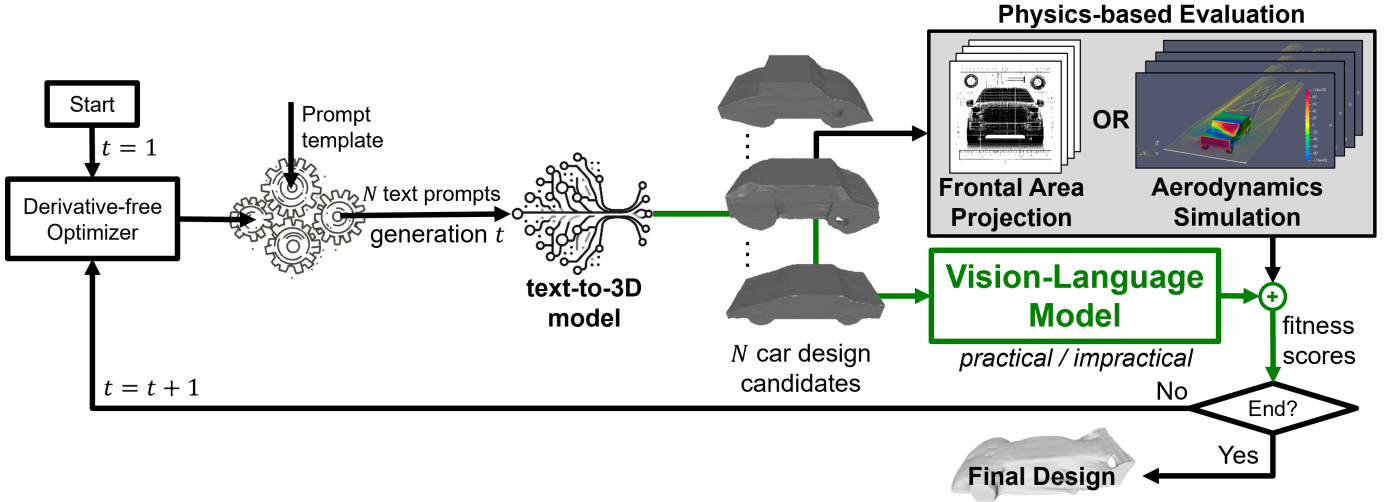 Physics-based Evaluation
Start
t = 1
Prompt
template
Derivative-free
Optimizer
N text prompts
generation t
text-to-3D
model
OR
Frontal Area
Projection
Aerodynamics
Simulation
Vision-Language
Model
practical / impractical
+
fitness
scores
N car design
candidates
t = t + 1
No
End?
Yes
Final Design